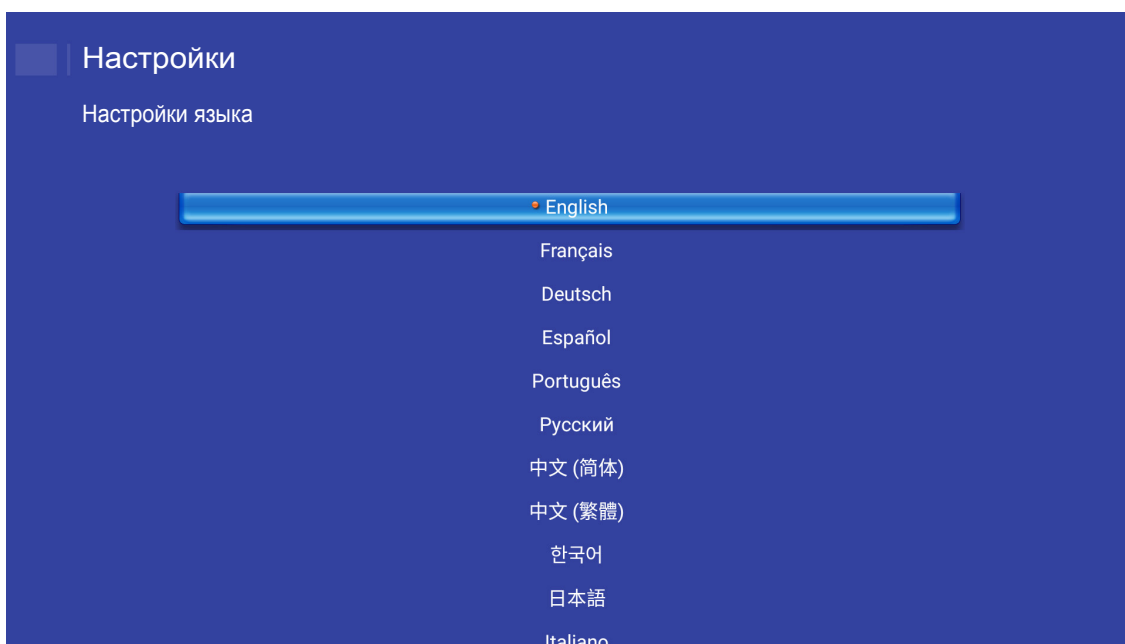 Настройки
Настройки языка
English
Français
Deutsch
Español
Português
Русский
中文 (简体)
中文 (繁體)
한국어
日本語
Italiano